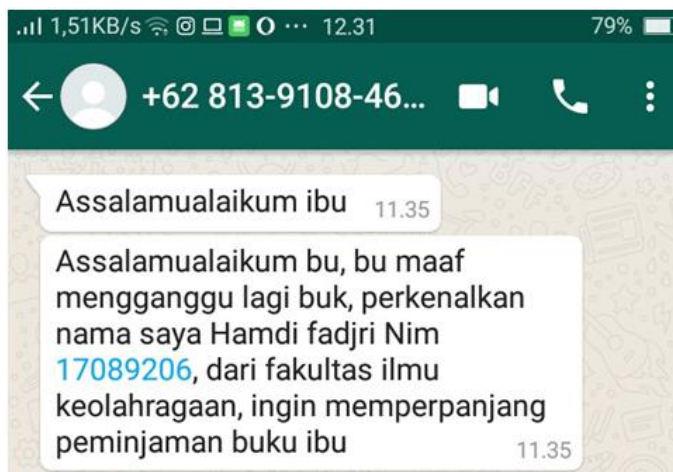 1,51KB/s ... 12.31 79%
+62 813-9108-46...
Assalamualaikum ibu 11.35
Assalamualaikum bu, bu maaf
mengganggu lagi buk, perkenalkan
nama saya Hamdi fadjri Nim
17089206, dari fakultas ilmu
keolahragaan, ingin memperpanjang
peminjaman buku ibu 11.35